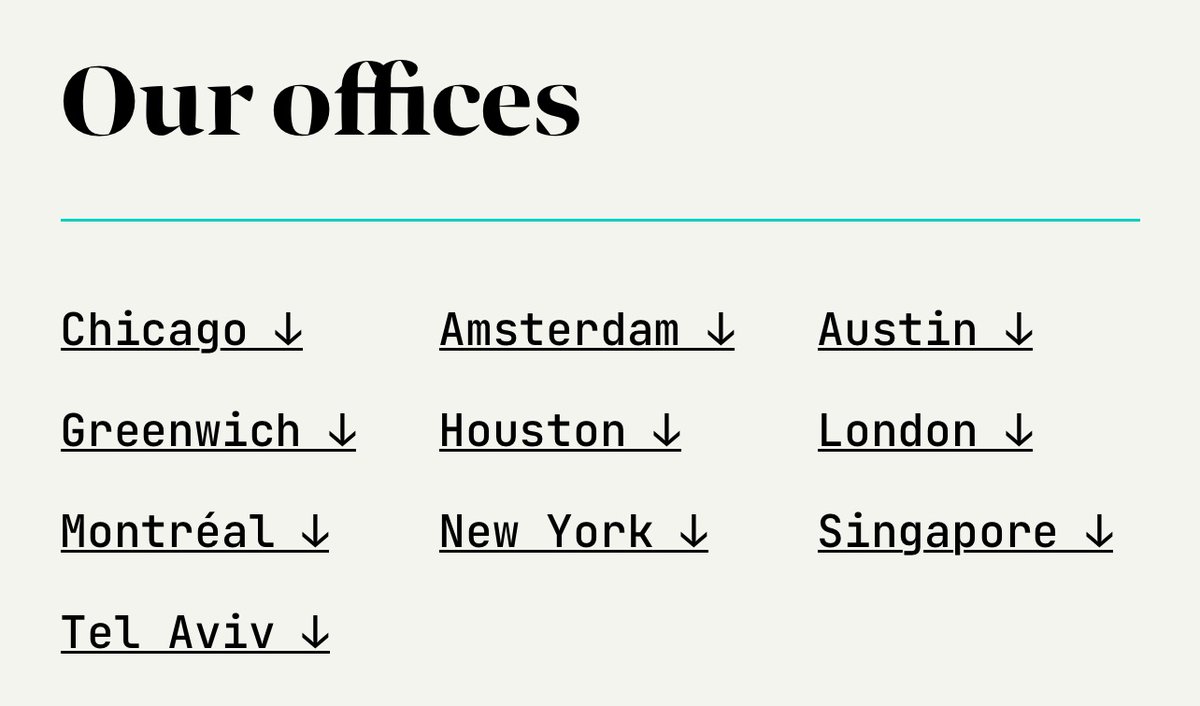 Our offices
Chicago ↓ Amsterdam ↓ Austin ↓
Greenwich ↓ Houston ↓ London ↓
Montréal ↓ New York ↓ Singapore ↓
Tel Aviv ↓